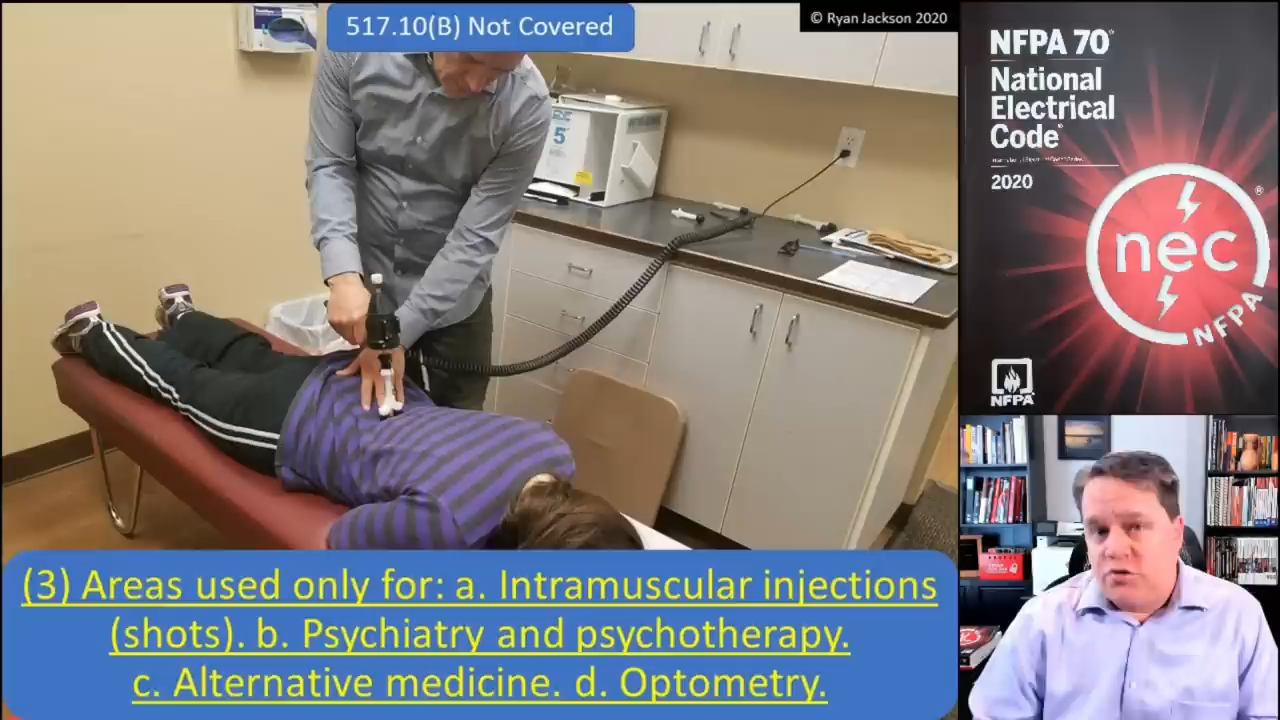 517.10(B) Not Covered
© Ryan Jackson 2020
NFPA 70®
National
Electrical
Code®
2020
nec
®
NFPA
NFPA
5
(3) Areas used only for: a. Intramuscular injections
(shots). b. Psychiatry and psychotherapy.
c. Alternative medicine. d. Optometry.